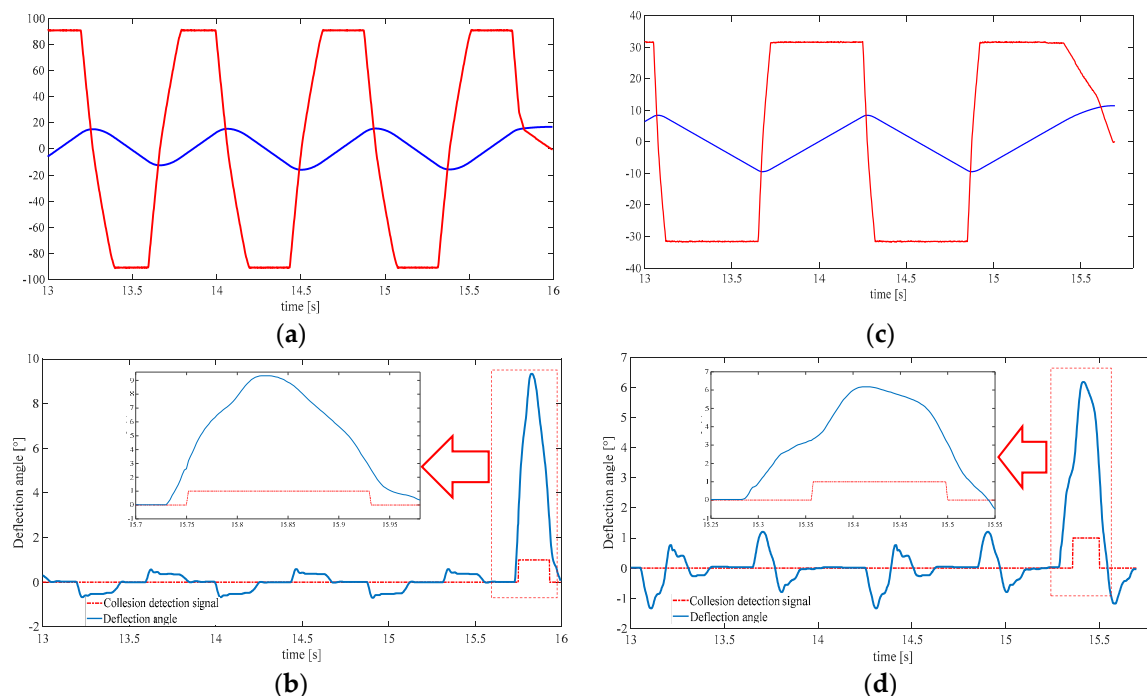 100
80
60
40
20
0
-20
-40
-60
-80
-100
13 13.5 14 14.5 15 15.5 16
time [s]
(a)
40
30
20
10
0
-10
-20
-30
-40
13 13.5 14 14.5 15 15.5
time [s]
(c)
Deflection angle [°]
10
8
6
4
2
0
-2
9
8
7
6
5
4
3
2
1
0
-1
15.7 15.75 15.8 15.85 15.9 15.95
Collesion detection signal
Deflection angle
13 13.5 14 14.5 15 15.5 16
time [s]
(b)
Deflection angle [°]
7
6
5
4
3
2
1
0
-1
-2
7
6
5
4
3
2
1
0
-1
15.25 15.3 15.35 15.4 15.45 15.5 15.55
Collesion detection signal
Deflection angle
13 13.5 14 14.5 15 15.5
time [s]
(d)